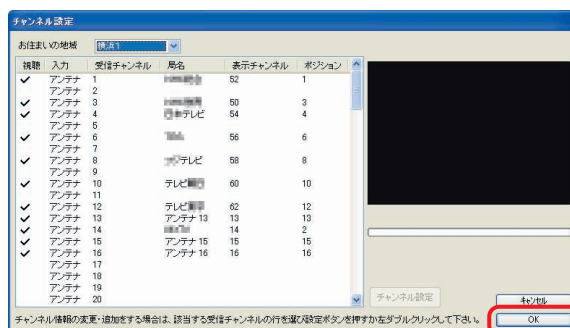 チャンネル設定
お住まいの地域 横浜1
視聴 入力 受信チャンネル 局名 表示チャンネル ポジション
アンテナ 1 52 1
アンテナ 2
アンテナ 3 50 3
アンテナ 4 テレビ 54 4
アンテナ 5
アンテナ 6 56 6
アンテナ 7
アンテナ 8 テレビ 58 8
アンテナ 9
アンテナ 10 テレビ 60 10
アンテナ 11
アンテナ 12 テレビ 62 12
アンテナ 13 アンテナ 13 13 13
アンテナ 14 14 2
アンテナ 15 アンテナ 15 15 15
アンテナ 16 アンテナ 16 16 16
アンテナ 17
アンテナ 18
アンテナ 19
アンテナ 20
チャンネル設定
キャンセル
チャンネル情報の変更・追加をする場合は、該当する受信チャンネルの行を選び設定ボタンを押すか左ダブルクリックして下さい。
OK